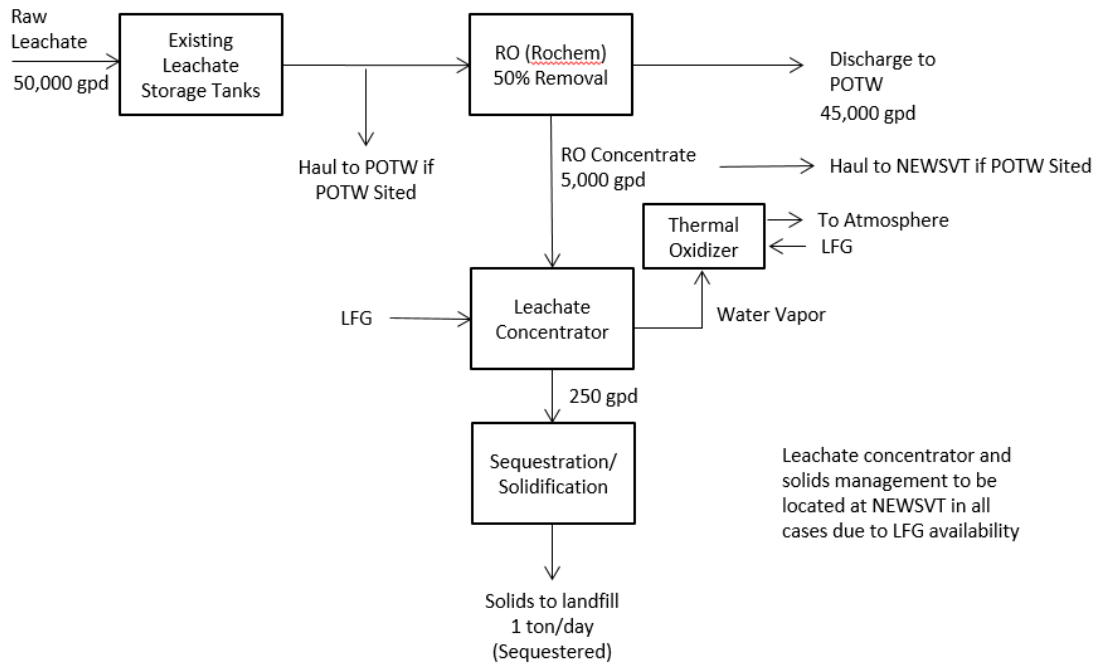 Raw
Leachate
50,000 gpd
Existing
Leachate
Storage Tanks
RO (Rochem)
50% Removal
Discharge to
POTW
45,000 gpd
Haul to POTW if
POTW Sited
RO Concentrate
5,000 gpd
Haul to NEWSVT if POTW Sited
Thermal
Oxidizer
To Atmosphere
LFG
LFG
Leachate
Concentrator
Water Vapor
250 gpd
Sequestration/
Solidification
Leachate concentrator and
solids management to be
located at NEWSVT in all
cases due to LFG availability
Solids to landfill
1 ton/day
(Sequestered)